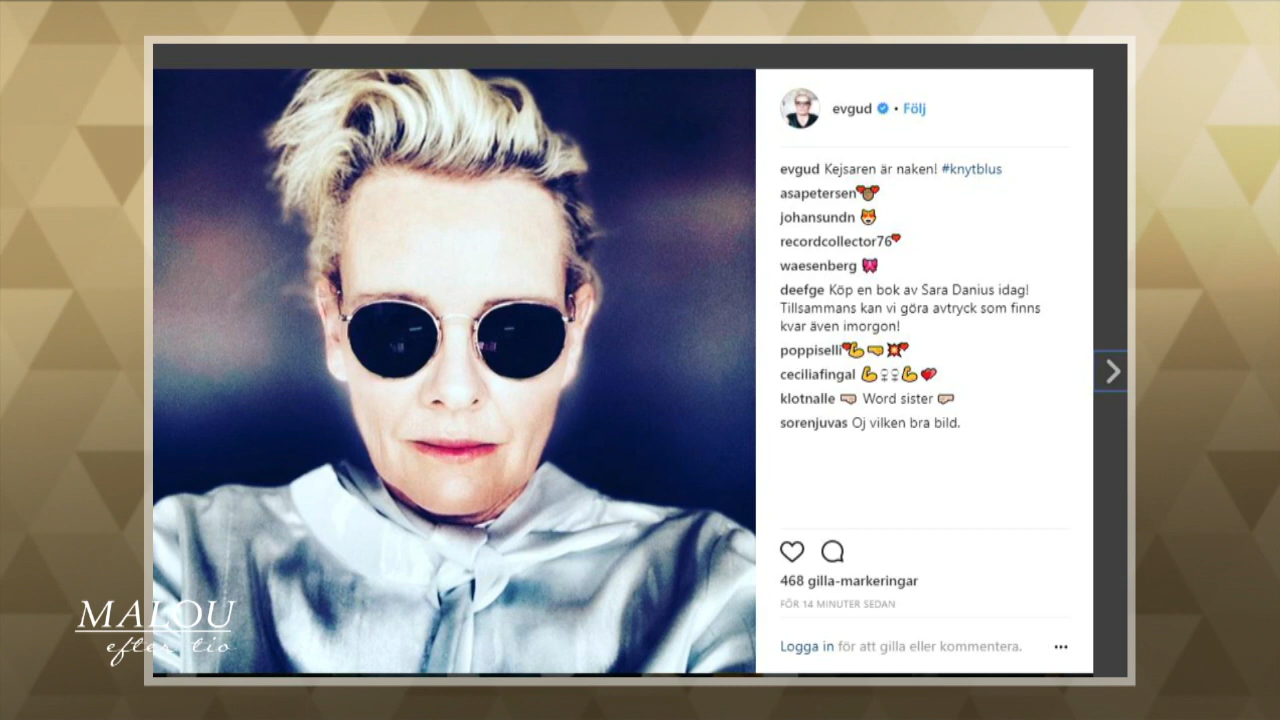 evgud • Följ
evgud Kejsaren är naken! #knytblus
asapetersen
johansundn
recordcollector76
waesenberg
deefge Köp en bok av Sara Danius idag!
Tillsammans kan vi göra avtryck som finns
kvar även imorgon!
poppiselli
ceciliafingal ♀♀
klotnalle Word sister
sorenjuvas Oj vilken bra bild.
468 gilla-markeringar
FÖR 14 MINUTER SEDAN
Logga in för att gilla eller kommentera.
MALOU
efter tio